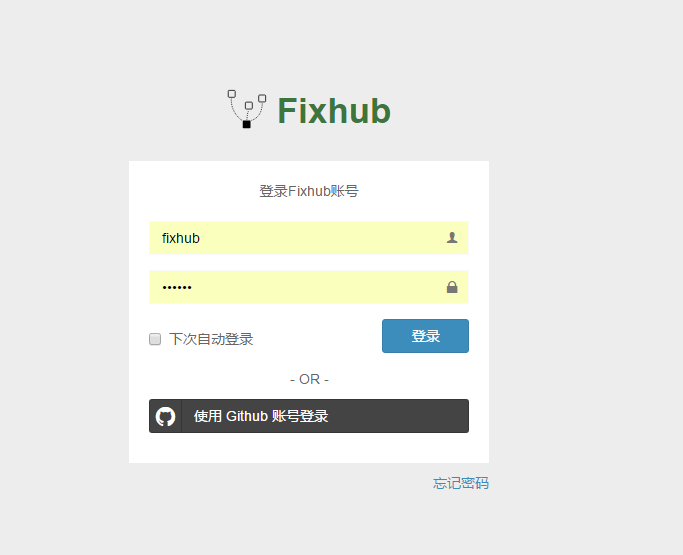 Fixhub
登录Fixhub账号
fixhub
••••••
下次自动登录
登录
- OR -
使用 Github 账号登录
忘记密码